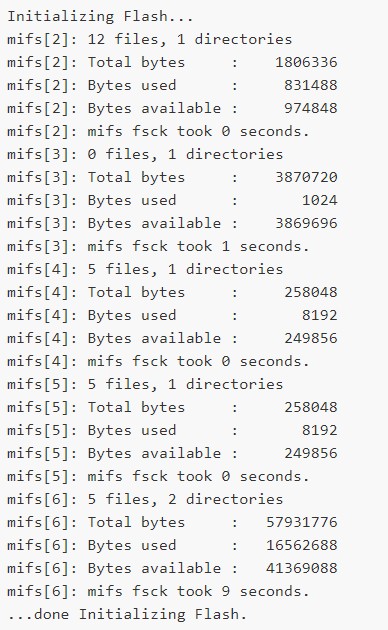 Initializing Flash...
mifs[2]: 12 files, 1 directories
mifs[2]: Total bytes     :    1806336
mifs[2]: Bytes used      :     831488
mifs[2]: Bytes available :     974848
mifs[2]: mifs fsck took 0 seconds.
mifs[3]: 0 files, 1 directories
mifs[3]: Total bytes     :    3870720
mifs[3]: Bytes used      :       1024
mifs[3]: Bytes available :    3869696
mifs[3]: mifs fsck took 1 seconds.
mifs[4]: 5 files, 1 directories
mifs[4]: Total bytes     :     258048
mifs[4]: Bytes used      :       8192
mifs[4]: Bytes available :     249856
mifs[4]: mifs fsck took 0 seconds.
mifs[5]: 5 files, 1 directories
mifs[5]: Total bytes     :     258048
mifs[5]: Bytes used      :       8192
mifs[5]: Bytes available :     249856
mifs[5]: mifs fsck took 0 seconds.
mifs[6]: 5 files, 2 directories
mifs[6]: Total bytes     :   57931776
mifs[6]: Bytes used      :   16562688
mifs[6]: Bytes available :   41369088
mifs[6]: mifs fsck took 9 seconds.
...done Initializing Flash.